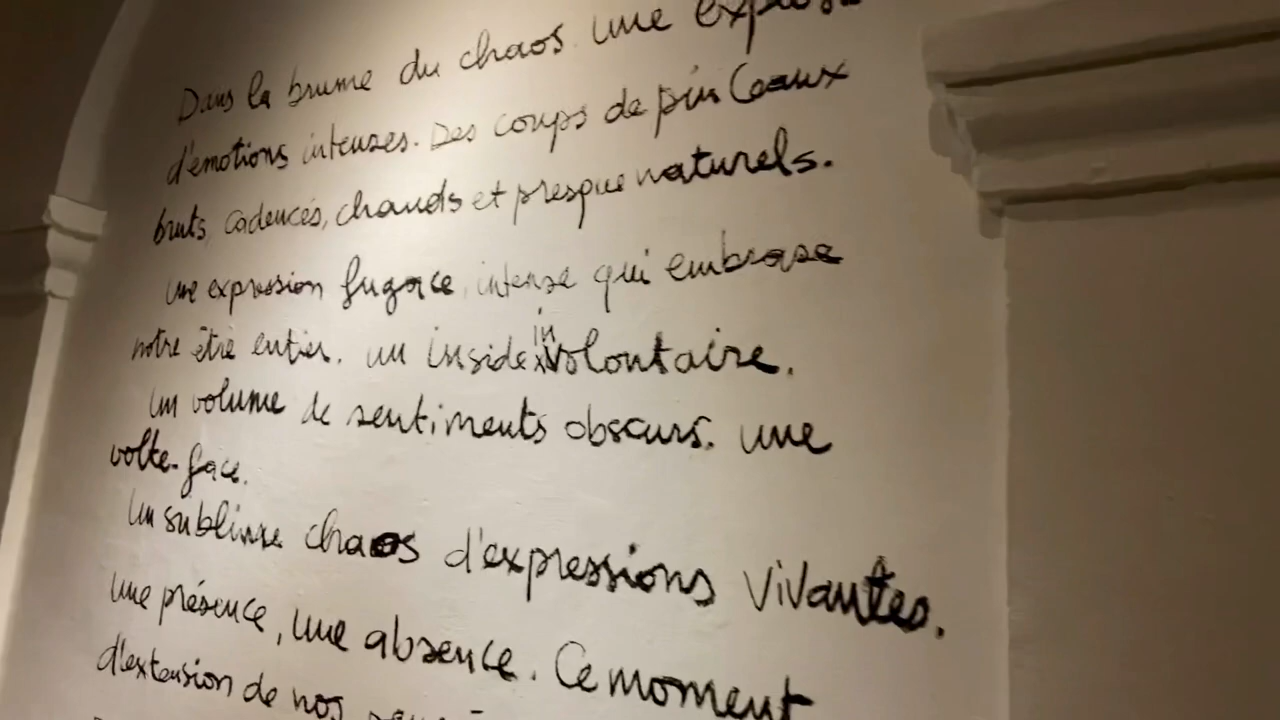 Dans la brume du chaos. une
d'émotions intenses. Des coups de pinceaux
bruts, cadencés, chauds et presque naturels.
une expression fugace, intense qui embrase
notre être entier. un inside in volontaire.
un volume de sentiments obscurs. une
volte-face.
un sublime chaos d'expressions vivantes.
une présence, une absence. Ce moment
d'extension de nos